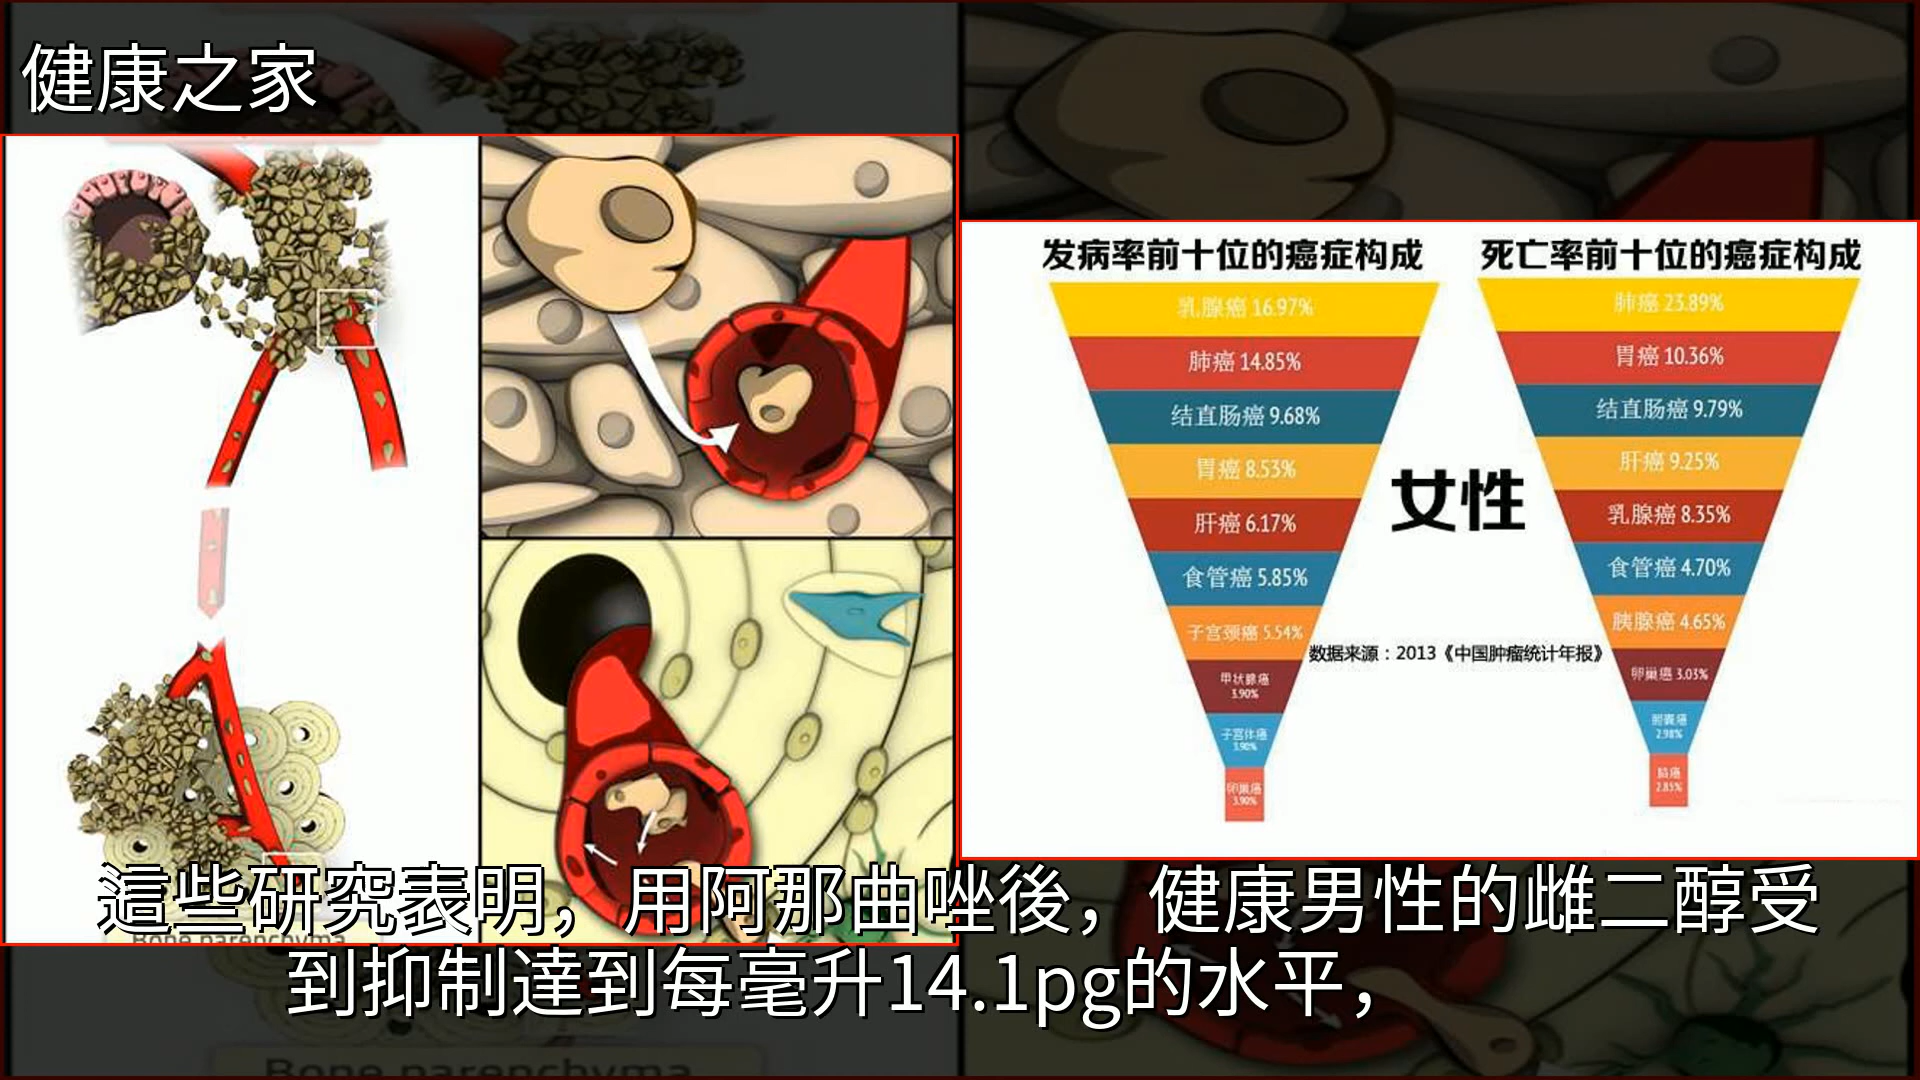 健康之家
发病率前十位的癌症构成
乳腺癌 16.97%
肺癌 14.85%
结直肠癌 9.68%
胃癌 8.53%
肝癌 6.17%
食管癌 5.85%
子宫颈癌 5.54%
甲状腺癌
3.90%
子宫体癌
3.90%
卵巢癌
3.90%
女性
数据来源：2013《中国肿瘤统计年报》
死亡率前十位的癌症构成
肺癌 23.89%
胃癌 10.36%
结直肠癌 9.79%
肝癌 9.25%
乳腺癌 8.35%
食管癌 4.70%
胰腺癌 4.65%
卵巢癌 3.03%
胆囊癌
2.98%
脑癌
2.85%
這些研究表明，用阿那曲唑後，健康男性的雌二醇受
到抑制達到每毫升14.1pg的水平，
Bone parenchyma
Bone parenchyma